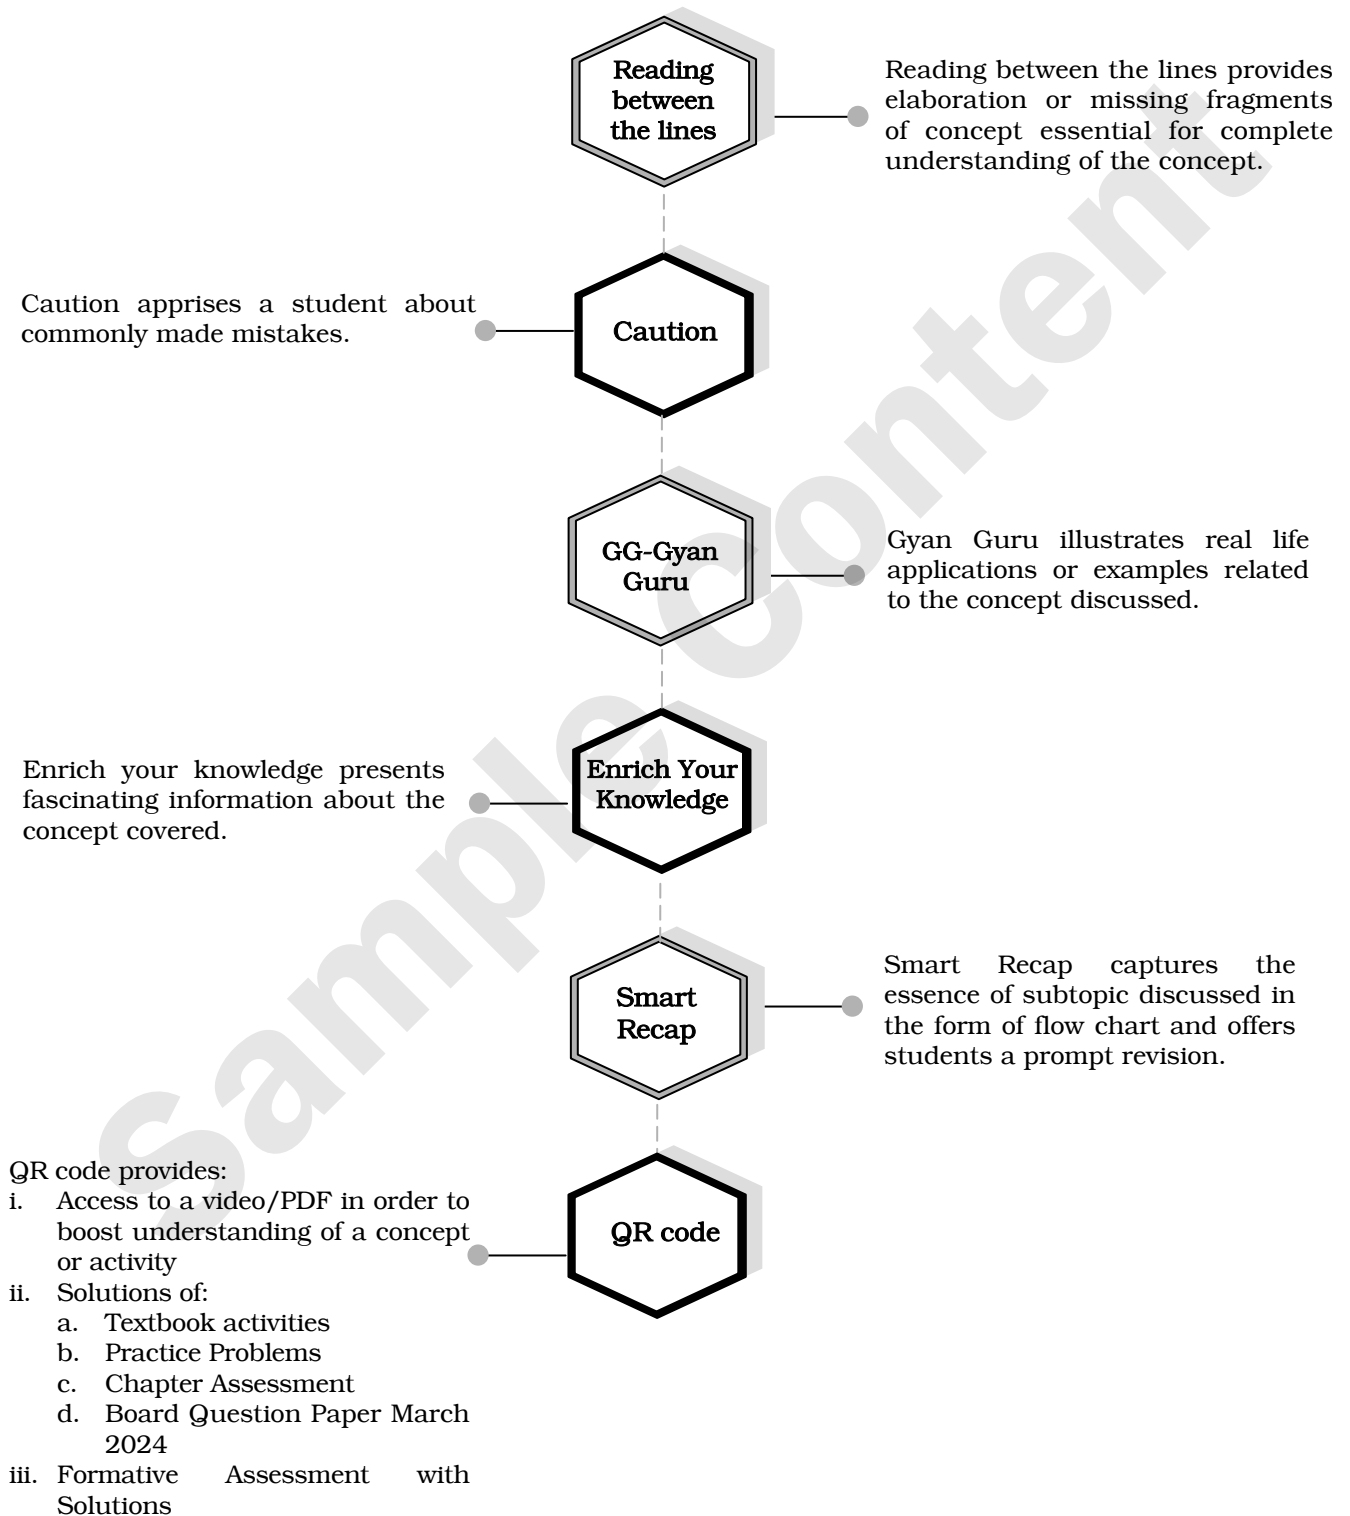 Reading
between
the lines
Reading between the lines provides
elaboration or missing fragments
of concept essential for complete
understanding of the concept.
Caution apprises a student about
commonly made mistakes.
Caution
GG-Gyan
Guru
Gyan Guru illustrates real life
applications or examples related
to the concept discussed.
Enrich your knowledge presents
fascinating information about the
concept covered.
Enrich Your
Knowledge
Smart
Recap
Smart Recap captures the
essence of subtopic discussed in
the form of flow chart and offers
students a prompt revision.
QR code provides:
i. Access to a video/PDF in order to
boost understanding of a concept
or activity
ii. Solutions of:
a. Textbook activities
b. Practice Problems
c. Chapter Assessment
d. Board Question Paper March
2024
iii. Formative Assessment with
Solutions
QR code
Sample Content